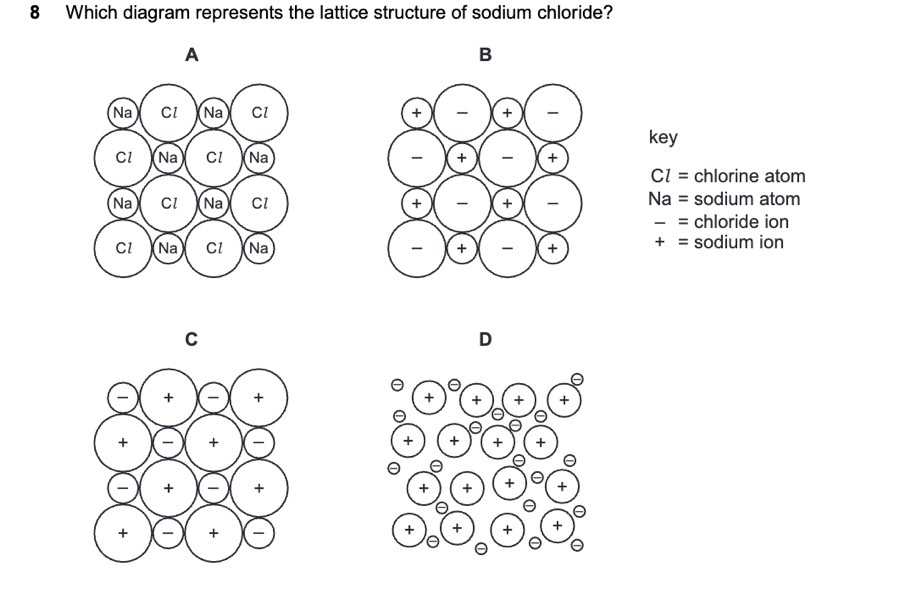 8 Which diagram represents the lattice structure of sodium chloride?
A B
Na Cl Na Cl
Cl Na Cl Na
Na Cl Na Cl
Cl Na Cl Na
+ − + −
− + − +
+ − + −
− + − +
key
Cl = chlorine atom
Na = sodium atom
− = chloride ion
+ = sodium ion
C D
− + − +
+ − + −
− + − +
+ − + −
− + − + + − +
− − − −
+ + + +
− − − −
+ + + − +
− − −
+ + + +
− − − −